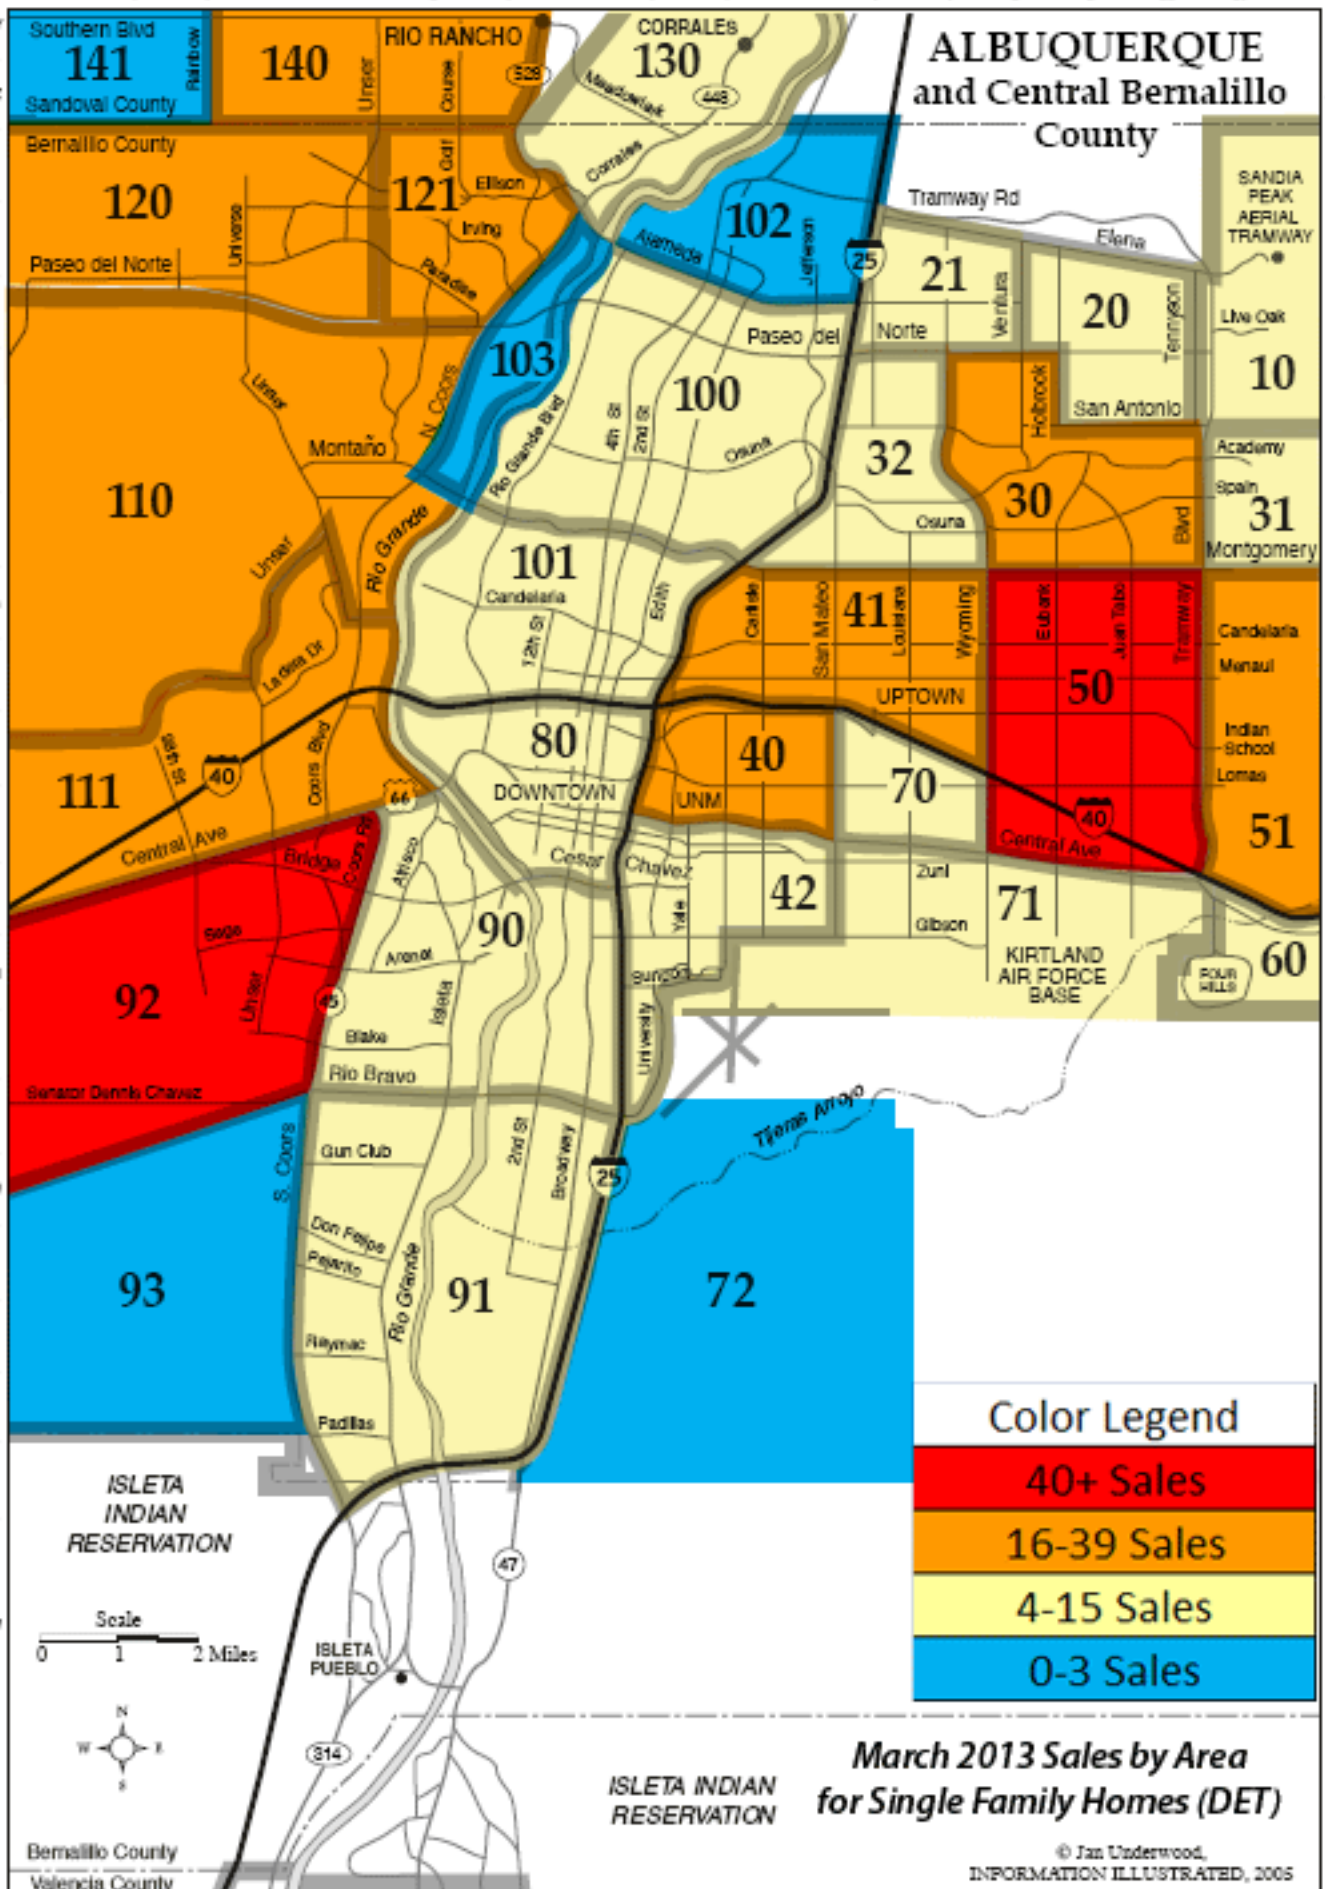 ALBUQUERQUE
and Central Bernalillo
County
Southern Blvd
141
Rainbow
Sandoval County
140
Unser
RIO RANCHO
Golf Course
528
CORRALES
130
Meadowlark
448
Corrales
Bernalillo County
120
Universe
Paseo del Norte
121
Ellison
Irving
Paradise
102
Alameda
Jefferson
25
Tramway Rd
Elena
SANDIA
PEAK
AERIAL
TRAMWAY
21
Ventura
20
Tennyson
Live Oak
10
Paseo del Norte
103
N. Coors
100
Rio Grande Blvd
4th St
2nd St
Osuna
Holbrook
San Antonio
32
Academy
Spain
31
Montgomery
Unser
Montaño
110
30
Osuna
Blvd
Rio Grande
Unser
101
Candelaria
12th St
Edith
Carlisle
San Mateo
41
Louisiana
Wyoming
Eubank
Juan Tabo
Tramway
50
Candelaria
Menaul
Ladera Dr
UPTOWN
80
40
70
Indian
School
Lomas
98th St
40
Coors Blvd
111
66
DOWNTOWN
UNM
40
51
Central Ave
Central Ave
Bridge
Coors Rd
Atrisco
Cesar Chavez
42
Zuni
Yale
Gibson
71
90
Sage
Arenal
KIRTLAND
AIR FORCE
BASE
FOUR
HILLS
60
92
Unser
45
Isleta
Sunport
University
Blake
Rio Bravo
Senator Dennis Chavez
Tijeras Arroyo
S. Coors
Gun Club
2nd St
Broadway
25
Don Felipe
Pajarito
Rio Grande
93
91
72
Raymac
Padillas
Color Legend
40+ Sales
16-39 Sales
4-15 Sales
0-3 Sales
ISLETA
INDIAN
RESERVATION
47
Scale
0 1 2 Miles
ISLETA
PUEBLO
N
W E
S
314
ISLETA INDIAN
RESERVATION
March 2013 Sales by Area
for Single Family Homes (DET)
Bernalillo County
Valencia County
© Jan Underwood,
INFORMATION ILLUSTRATED, 2005